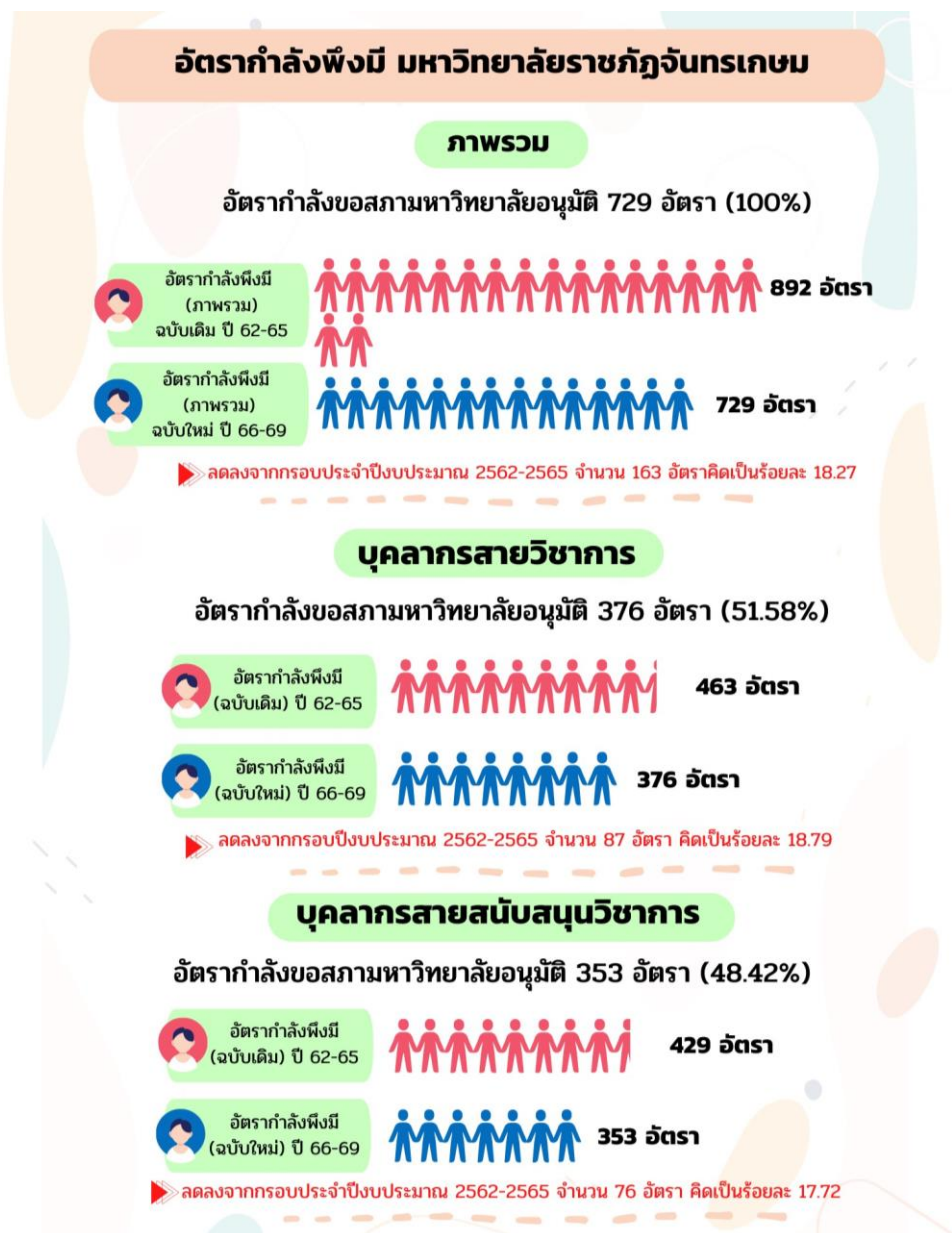 อัตรากำลังพึงมี มหาวิทยาลัยราชภัฏจันทรเกษม
ภาพรวม
อัตรากำลังขอสภามหาวิทยาลัยอนุมัติ 729 อัตรา (100%)
อัตรากำลังพึงมี
(ภาพรวม)
ฉบับเดิม ปี 62-65
892 อัตรา
อัตรากำลังพึงมี
(ภาพรวม)
ฉบับใหม่ ปี 66-69
729 อัตรา
ลดลงจากกรอบประจำปีงบประมาณ 2562-2565 จำนวน 163 อัตราคิดเป็นร้อยละ 18.27
บุคลากรสายวิชาการ
อัตรากำลังขอสภามหาวิทยาลัยอนุมัติ 376 อัตรา (51.58%)
อัตรากำลังพึงมี
(ฉบับเดิม) ปี 62-65
463 อัตรา
อัตรากำลังพึงมี
(ฉบับใหม่) ปี 66-69
376 อัตรา
ลดลงจากกรอบปีงบประมาณ 2562-2565 จำนวน 87 อัตรา คิดเป็นร้อยละ 18.79
บุคลากรสายสนับสนุนวิชาการ
อัตรากำลังขอสภามหาวิทยาลัยอนุมัติ 353 อัตรา (48.42%)
อัตรากำลังพึงมี
(ฉบับเดิม) ปี 62-65
429 อัตรา
อัตรากำลังพึงมี
(ฉบับใหม่) ปี 66-69
353 อัตรา
ลดลงจากกรอบประจำปีงบประมาณ 2562-2565 จำนวน 76 อัตรา คิดเป็นร้อยละ 17.72